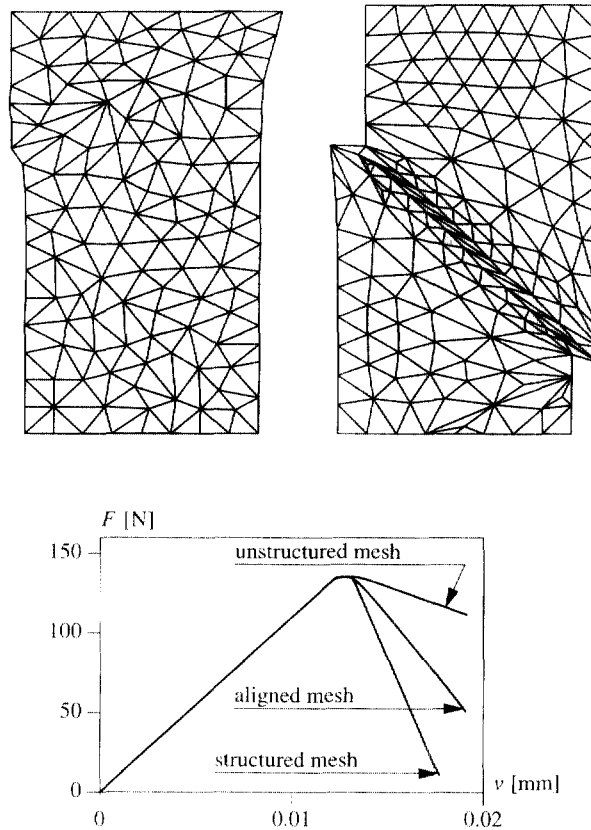 F [N]
150
unstructured mesh
100
aligned mesh
50
structured mesh
0
v [mm]
0
0.01
0.02